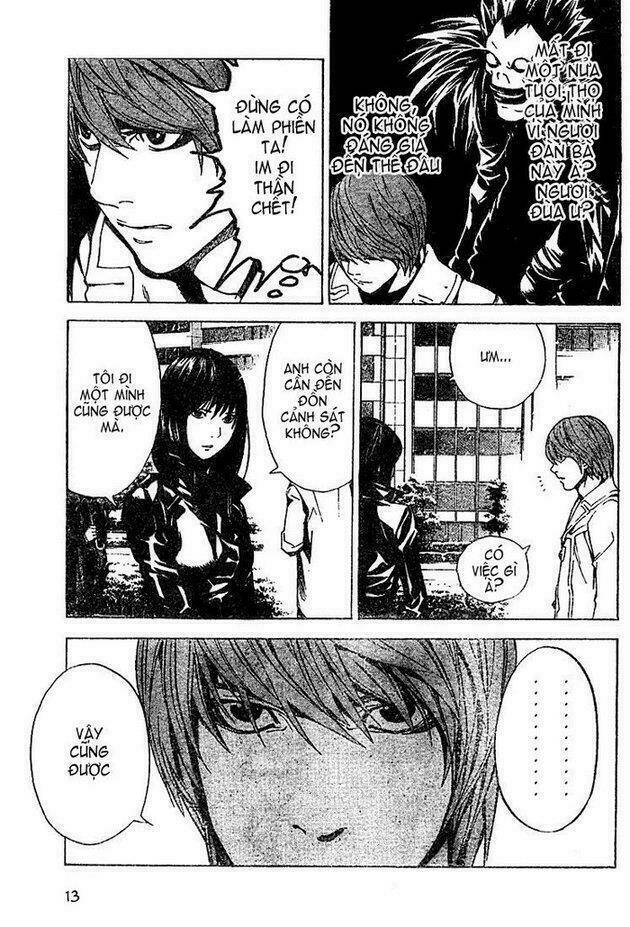 MẤT ĐI
MỘT NỬA
TUỔI THỌ
CỦA MÌNH
VÌ NGƯỜI
ĐÀN BÀ
NÀY À?
NGƯƠI
ĐÙA Ư?
KHÔNG,
NÓ KHÔNG
ĐÁNG GIÁ
ĐẾN THẾ ĐÂU
ĐỪNG CÓ
LÀM PHIỀN
TA!
IM ĐI
THẦN
CHẾT!
ƯM...
CÓ
VIỆC GÌ
À?
ANH CÒN
CẦN ĐẾN
ĐỒN
CẢNH SÁT
KHÔNG?
TÔI ĐI
MỘT MÌNH
CŨNG ĐƯỢC
MÀ.
. . . . . . . .
VẬY
CŨNG
ĐƯỢC
13